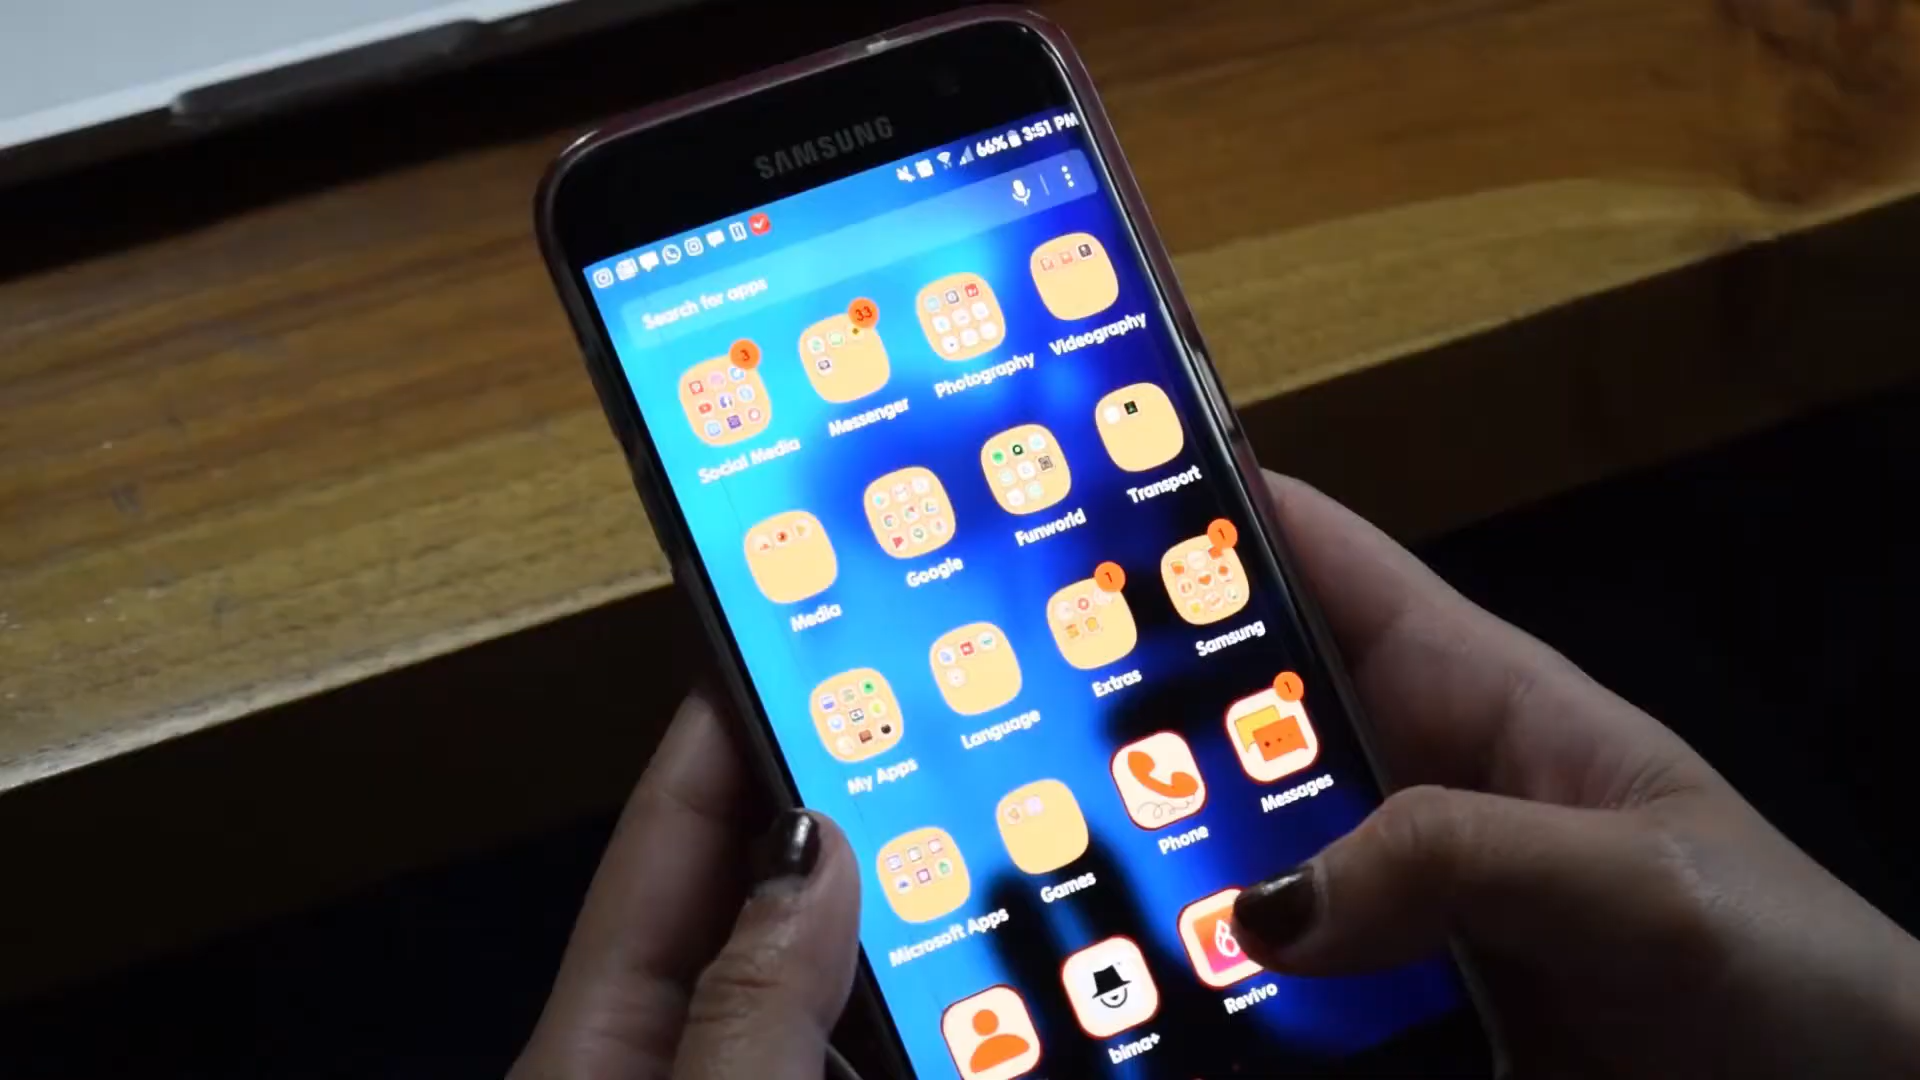 SAMSUNG
66% 3:51 PM
Search for apps
3
Social Media
33
Messenger
Photography
Videography
Media
Google
Funworld
Transport
My Apps
Language
1
Extras
1
Samsung
Microsoft Apps
Games
Phone
1
Messages
bima+
Revivo